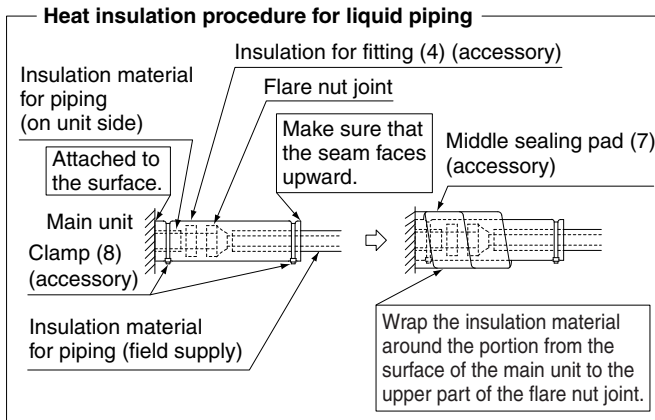 Heat insulation procedure for liquid piping
Insulation for fitting (4) (accessory)
Insulation material
for piping
(on unit side)
Flare nut joint
Make sure that
the seam faces
upward.
Middle sealing pad (7)
(accessory)
Attached to
the surface.
Main unit
Clamp (8)
(accessory)
Insulation material
for piping (field supply)
Wrap the insulation material
around the portion from the
surface of the main unit to the
upper part of the flare nut joint.